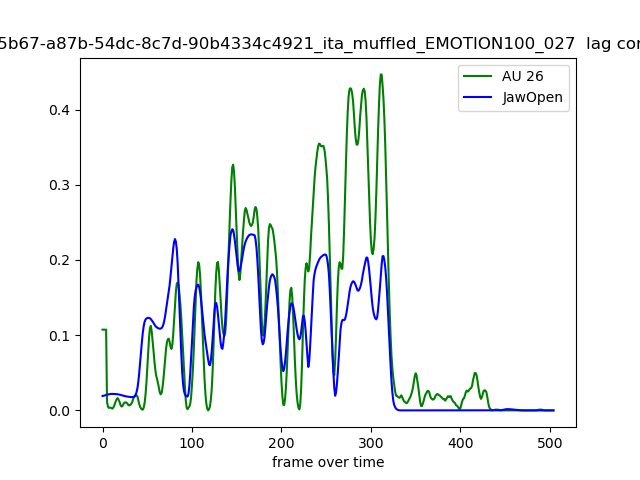 5b67-a87b-54dc-8c7d-90b4334c4921_ita_muffled_EMOTION100_027  lag cor
AU 26
JawOpen
0.4
0.3
0.2
0.1
0.0
0 100 200 300 400 500
frame over time